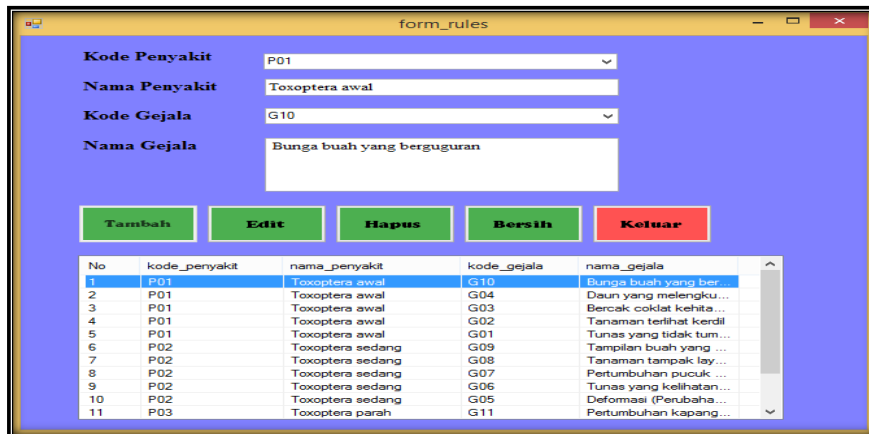 form_rules
Kode Penyakit P01
Nama Penyakit Toxoptera awal
Kode Gejala G10
Nama Gejala Bunga buah yang berguguran
Tambah Edit Hapus Bersih Keluar
No kode_penyakit nama_penyakit kode_gejala nama_gejala
1 P01 Toxoptera awal G10 Bunga buah yang ber...
2 P01 Toxoptera awal G04 Daun yang melengku...
3 P01 Toxoptera awal G03 Bercak coklat kehita...
4 P01 Toxoptera awal G02 Tanaman terlihat kerdil
5 P01 Toxoptera awal G01 Tunas yang tidak tum...
6 P02 Toxoptera sedang G09 Tampilan buah yang ...
7 P02 Toxoptera sedang G08 Tanaman tampak lay...
8 P02 Toxoptera sedang G07 Pertumbuhan pucuk ...
9 P02 Toxoptera sedang G06 Tunas yang kelihatan...
10 P02 Toxoptera sedang G05 Deformasi (Perubaha...
11 P03 Toxoptera parah G11 Pertumbuhan kapang...